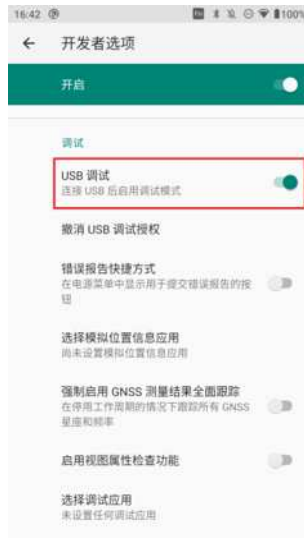 16:42
100%
开发者选项
开启
调试
USB 调试
连接 USB 后启用调试模式
撤消 USB 调试授权
错误报告快捷方式
在电源菜单中显示用于提交错误报告的按
钮
选择模拟位置信息应用
尚未设置模拟位置信息应用
强制启用 GNSS 测量结果全面跟踪
在停用工作周期的情况下跟踪所有 GNSS
星座和频率
启用视图属性检查功能
选择调试应用
未设置任何调试应用